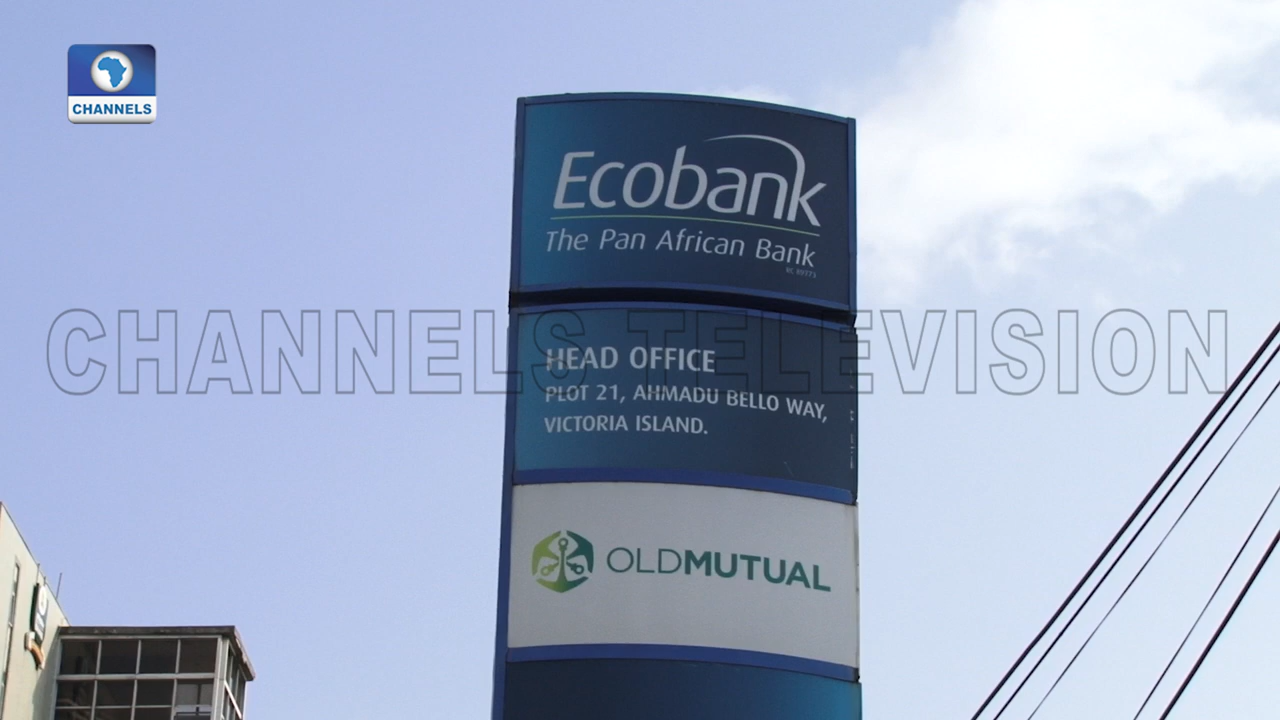 CHANNELS
Ecobank
The Pan African Bank
CHANNELS TELEVISION
HEAD OFFICE
PLOT 21, AHMADU BELLO WAY,
VICTORIA ISLAND.
OLDMUTUAL